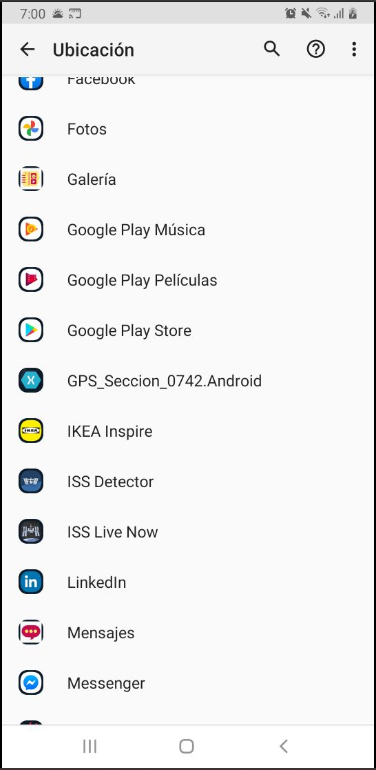 7:00
Ubicación
Facebook
Fotos
Galería
Google Play Música
Google Play Películas
Google Play Store
GPS_Seccion_0742.Android
IKEA Inspire
ISS Detector
ISS Live Now
LinkedIn
Mensajes
Messenger